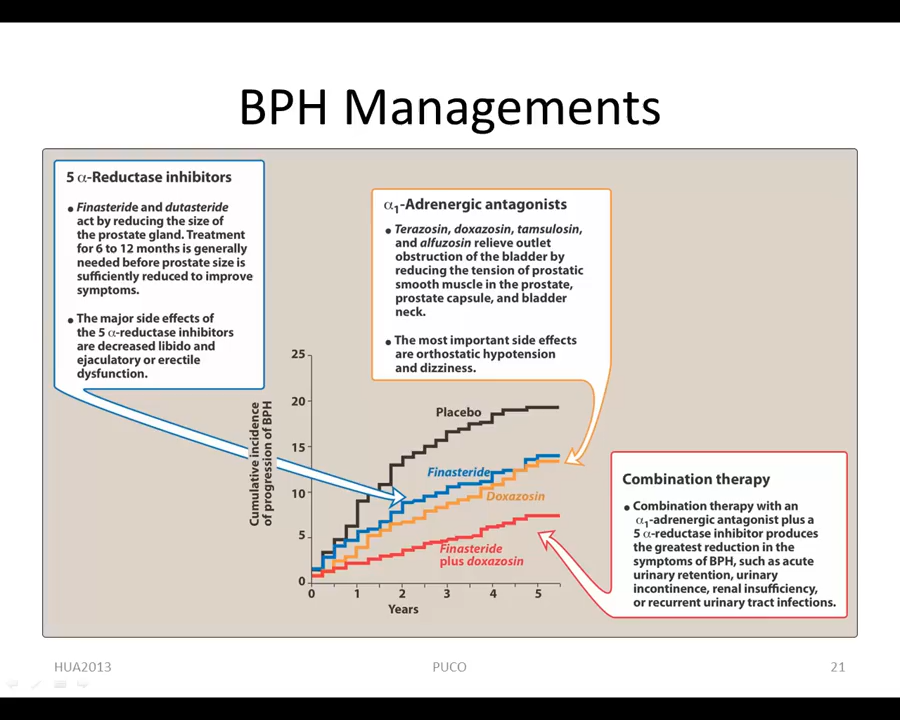 BPH Managements
5 α-Reductase inhibitors
• Finasteride and dutasteride
act by reducing the size of
the prostate gland. Treatment
for 6 to 12 months is generally
needed before prostate size is
sufficiently reduced to improve
symptoms.
• The major side effects of
the 5 α-reductase inhibitors
are decreased libido and
ejaculatory or erectile
dysfunction.
α1-Adrenergic antagonists
• Terazosin, doxazosin, tamsulosin,
and alfuzosin relieve outlet
obstruction of the bladder by
reducing the tension of prostatic
smooth muscle in the prostate,
prostate capsule, and bladder
neck.
• The most important side effects
are orthostatic hypotension
and dizziness.
Cumulative incidence
of progression of BPH
25
20
15
10
5
0
Placebo
Finasteride
Doxazosin
Finasteride
plus doxazosin
0 1 2 3 4 5
Years
Combination therapy
• Combination therapy with an
α1-adrenergic antagonist plus a
5 α-reductase inhibitor produces
the greatest reduction in the
symptoms of BPH, such as acute
urinary retention, urinary
incontinence, renal insufficiency,
or recurrent urinary tract infections.
HUA2013 PUCO 21